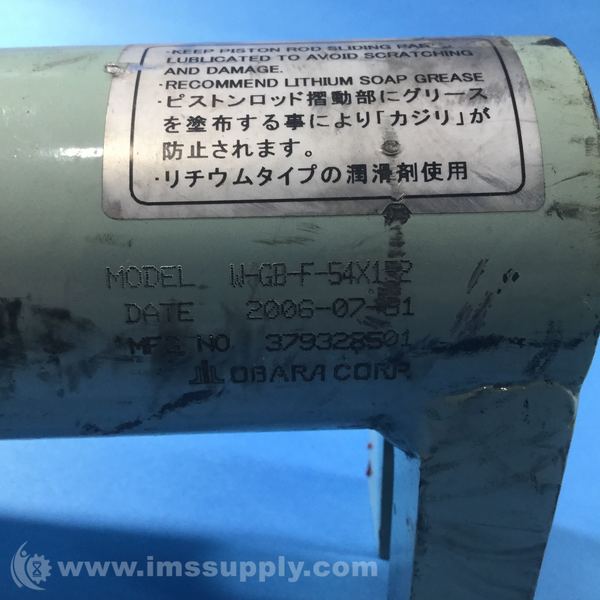 ·KEEP PISTON ROD SLIDING
LUBLICATED TO AVOID SCRATCHING
AND DAMAGE.
·RECOMMEND LITHIUM SOAP GREASE
·ピストンロッド摺動部にグリース
を塗布する事により「カジリ」が
防止されます。
·リチウムタイプの潤滑剤使用
MODEL W-GB-F-54X152
DATE 2006-07-31
MFG NO 379328501
OBARA CORP.
www.imssupply.com